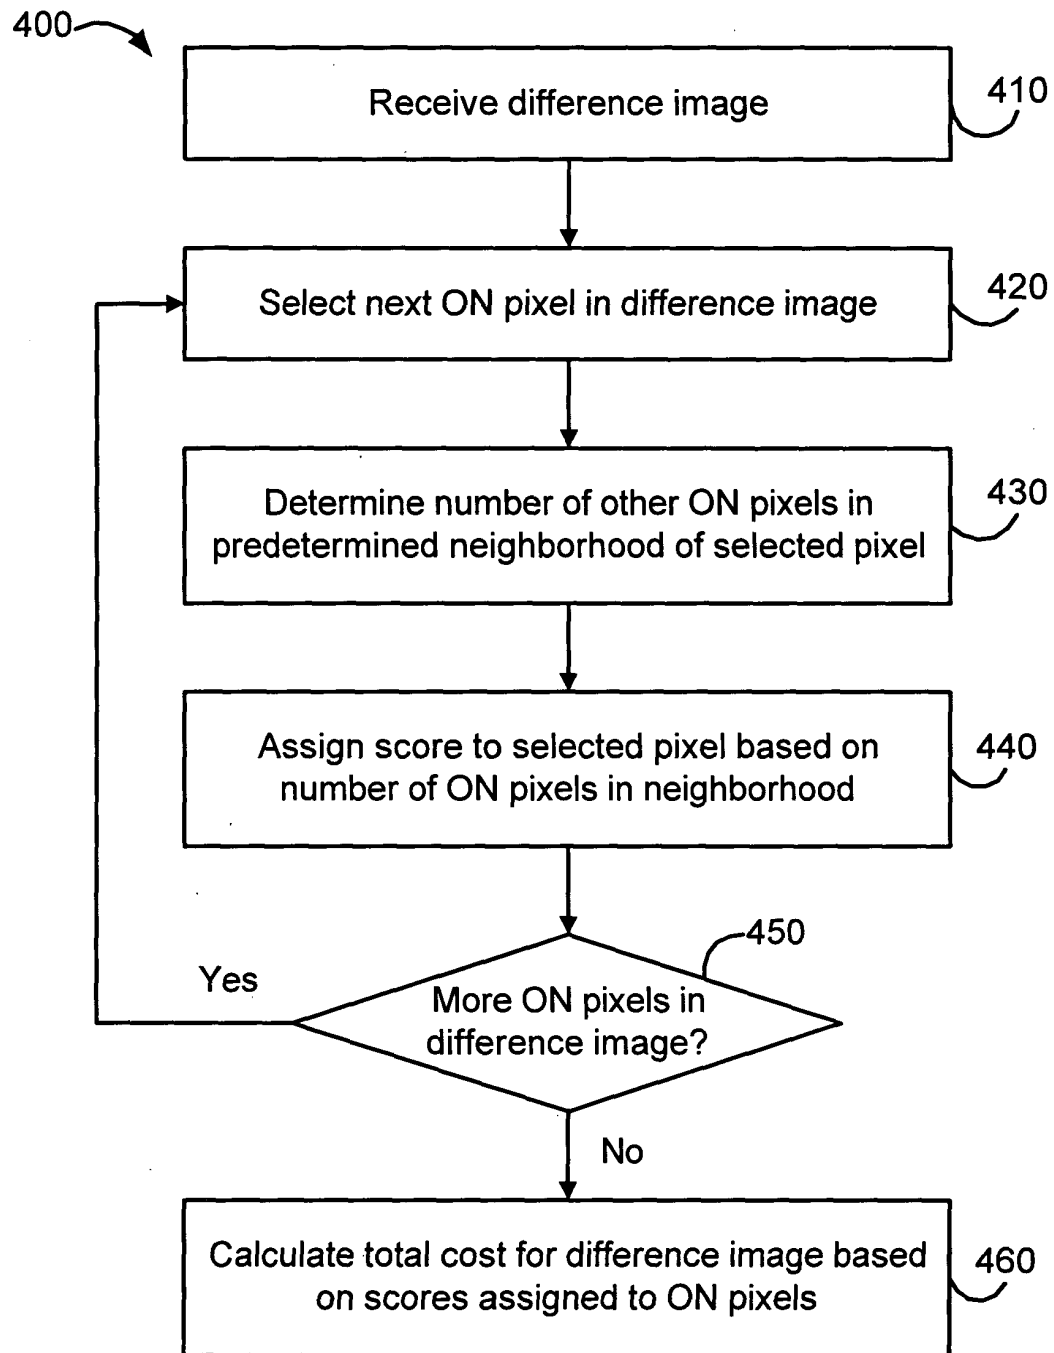 400
Receive difference image
410
Select next ON pixel in difference image
420
Determine number of other ON pixels in
predetermined neighborhood of selected pixel
430
Assign score to selected pixel based on
number of ON pixels in neighborhood
440
450
Yes
More ON pixels in
difference image?
No
Calculate total cost for difference image based
on scores assigned to ON pixels
460